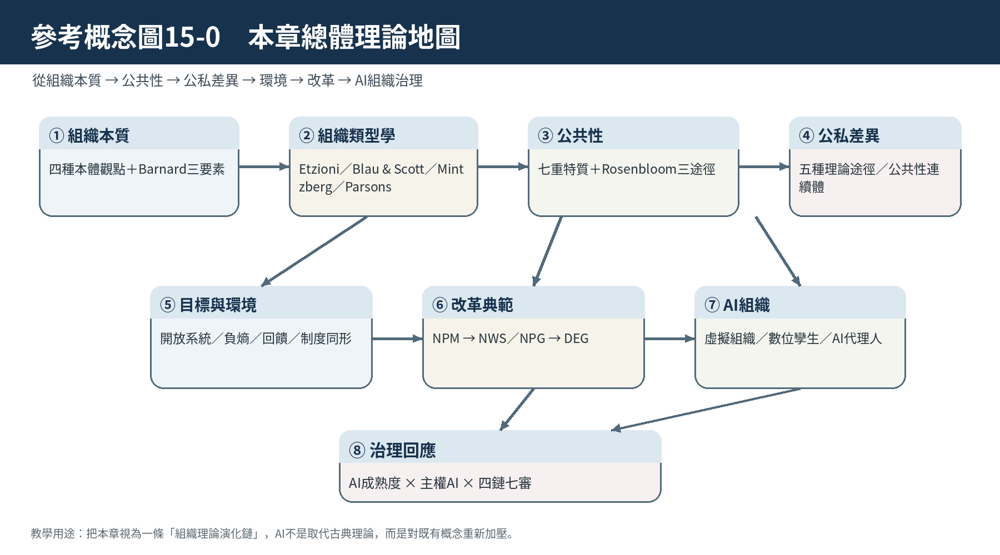 參考概念圖15-0　本章總體理論地圖
從組織本質 → 公共性 → 公私差異 → 環境 → 改革 → AI組織治理
① 組織本質
四種本體觀點＋Barnard三要素
② 組織類型學
Etzioni／Blau & Scott／Mint
zberg／Parsons
③ 公共性
七重特質＋Rosenbloom三途徑
④ 公私差異
五種理論途徑／公共性連
續體
⑤ 目標與環境
開放系統／負熵／回饋／制度同形
⑥ 改革典範
NPM → NWS／NPG → DEG
⑦ AI組織
虛擬組織／數位孿生／AI代理人
⑧ 治理回應
AI成熟度 × 主權AI × 四鏈七審
教學用途：把本章視為一條「組織理論演化鏈」，AI不是取代古典理論，而是對既有概念重新加壓。